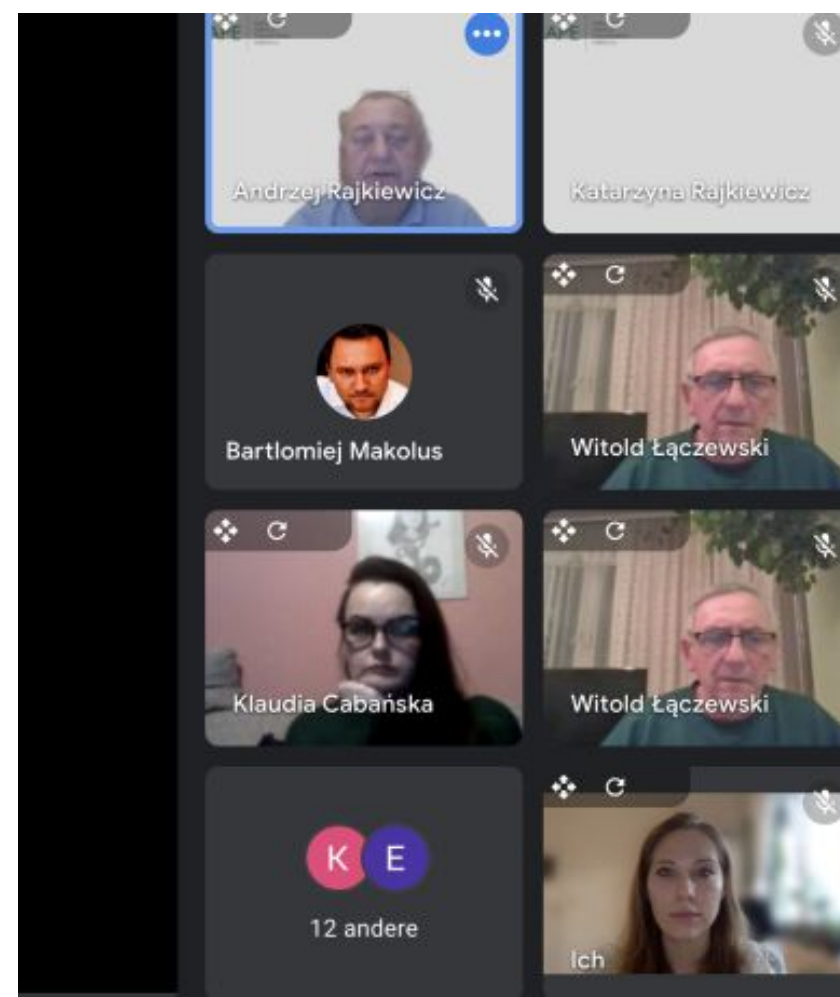 Andrzej Rajkiewicz
Katarzyna Rajkiewicz
Bartlomiej Makolus
Witold Łączewski
Klaudia Cabańska
Witold Łączewski
K E
12 andere
Ich